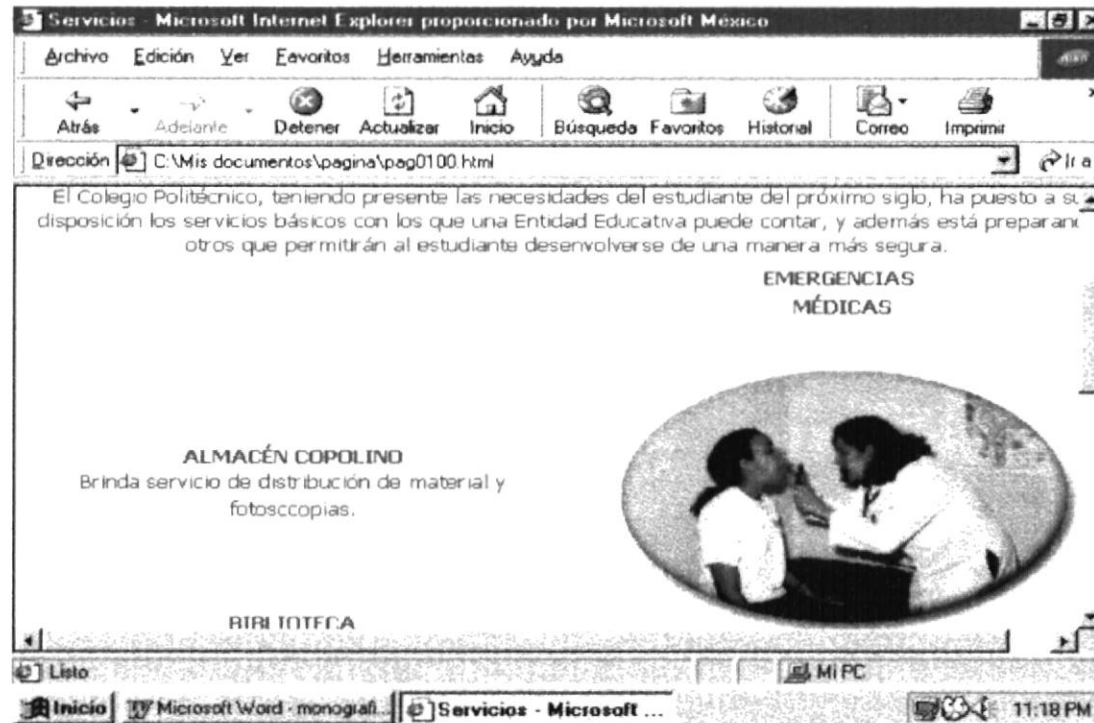 Servicios - Microsoft Internet Explorer proporcionado por Microsoft México
Archivo Edición Ver Favoritos Herramientas Ayuda
Atrás Adelante Detener Actualizar Inicio Búsqueda Favoritos Historial Correo Imprimir
Dirección C:\Mis documentos\pagina\pag0100.html Ir a
El Colegio Politécnico, teniendo presente las necesidades del estudiante del próximo siglo, ha puesto a su
disposición los servicios básicos con los que una Entidad Educativa puede contar, y además está preparan
otros que permitirán al estudiante desenvolverse de una manera más segura.
EMERGENCIAS
MÉDICAS
ALMACÉN COPOLINO
Brinda servicio de distribución de material y
fotosccopias.
BIBLIOTECA
Listo Mi PC
Inicio Microsoft Word - monografi... Servicios - Microsoft ... 11:18 PM